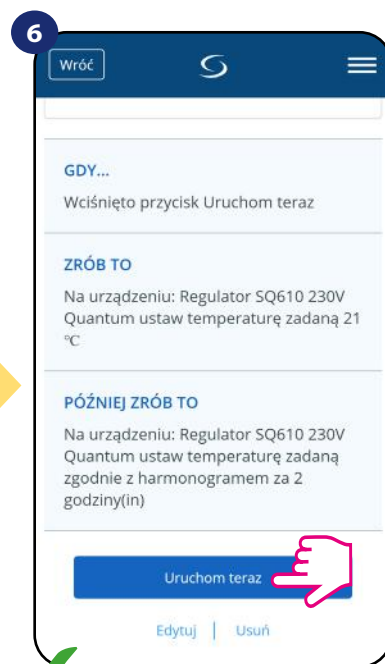 6
Wróć
GDY...
Wciśnięto przycisk Uruchom teraz
ZRÓB TO
Na urządzeniu: Regulator SQ610 230V
Quantum ustaw temperaturę zadaną 21
°C
PÓŹNIEJ ZRÓB TO
Na urządzeniu: Regulator SQ610 230V
Quantum ustaw temperaturę zadaną
zgodnie z harmonogramem za 2
godziny(in)
Uruchom teraz
Edytuj | Usuń